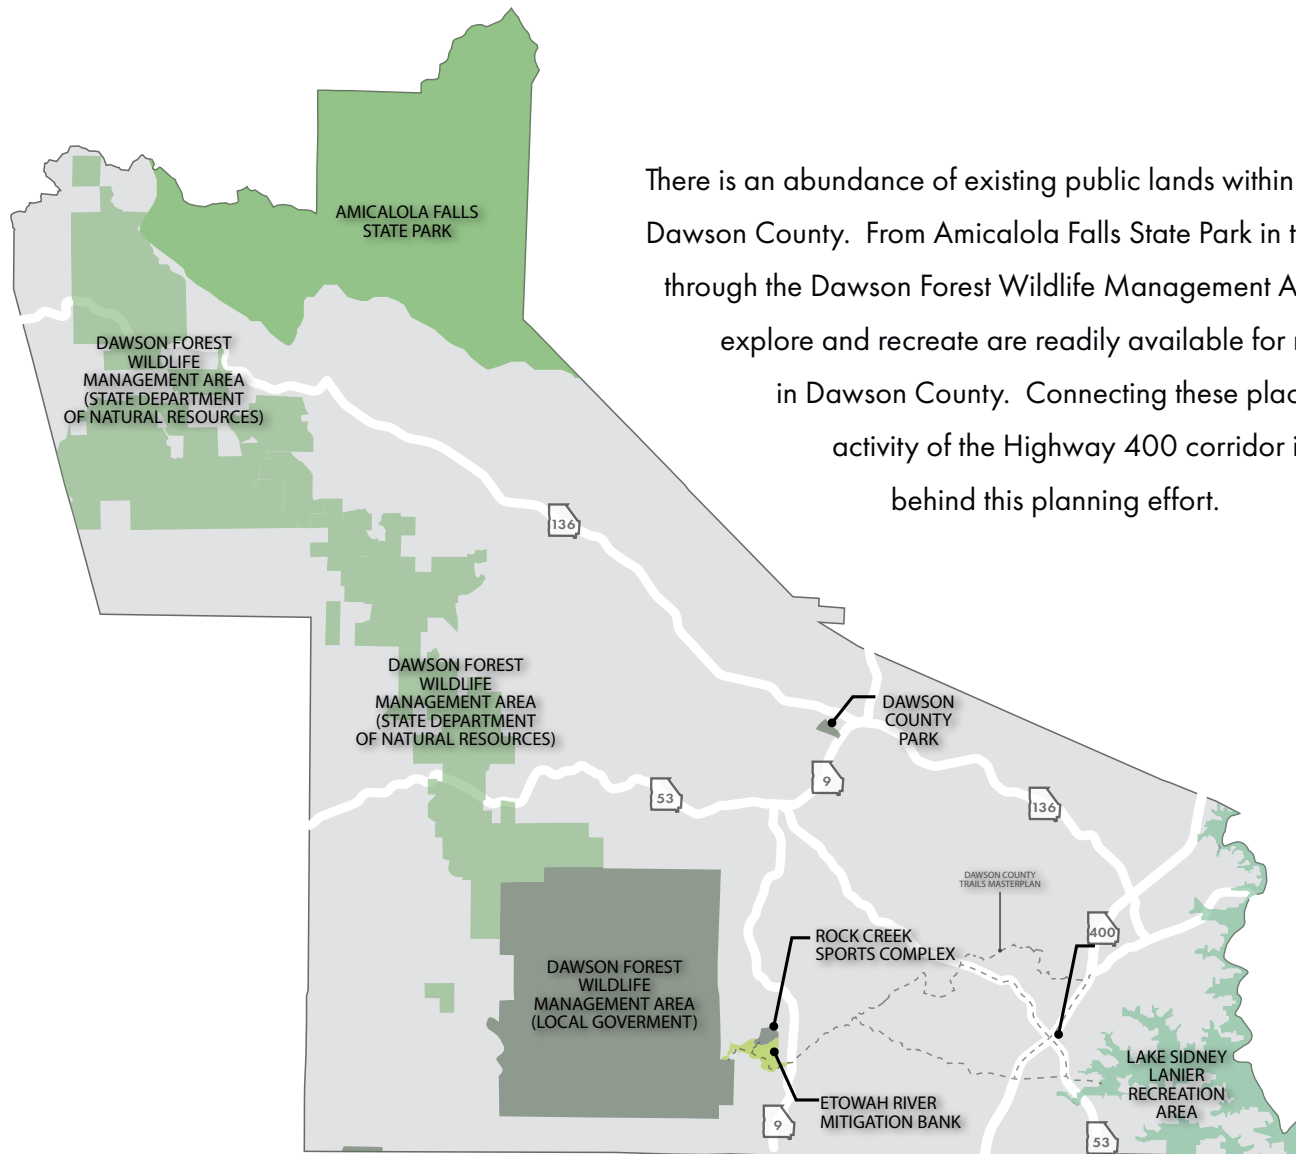 There is an abundance of existing public lands within
Dawson County.  From Amicalola Falls State Park in t
through the Dawson Forest Wildlife Management A
explore and recreate are readily available for r
in Dawson County.  Connecting these plac
activity of the Highway 400 corridor i
behind this planning effort.
AMICALOLA FALLS
STATE PARK
DAWSON FOREST
WILDLIFE
MANAGEMENT AREA
(STATE DEPARTMENT
OF NATURAL RESOURCES)
136
DAWSON FOREST
WILDLIFE
MANAGEMENT AREA
(STATE DEPARTMENT
OF NATURAL RESOURCES)
DAWSON
COUNTY
PARK
9
53
136
DAWSON COUNTY
TRAILS MASTERPLAN
400
ROCK CREEK
SPORTS COMPLEX
DAWSON FOREST
WILDLIFE
MANAGEMENT AREA
(LOCAL GOVERMENT)
LAKE SIDNEY
LANIER
RECREATION
AREA
ETOWAH RIVER
MITIGATION BANK
9
53